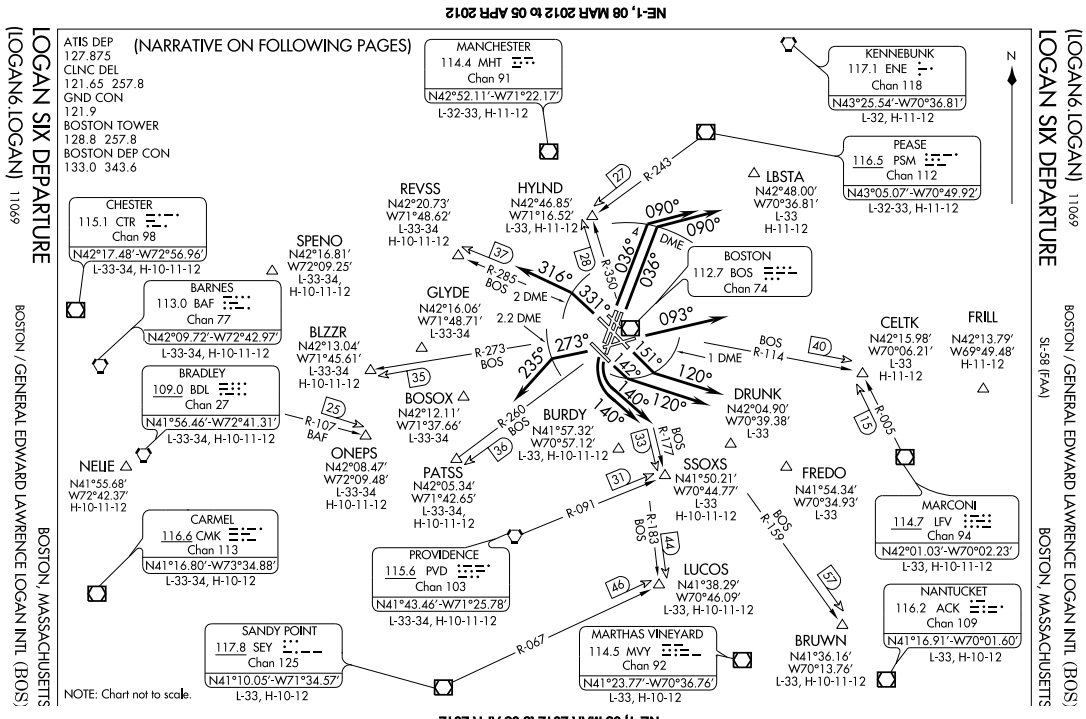 NE-1, 08 MAR 2012 to 05 APR 2012
(LOGAN6.LOGAN) 11069
LOGAN SIX DEPARTURE
SL-58 (FAA)
BOSTON / GENERAL EDWARD LAWRENCE LOGAN INTL (BOS)
BOSTON, MASSACHUSETTS
LOGAN SIX DEPARTURE
(LOGAN6.LOGAN) 11069
BOSTON / GENERAL EDWARD LAWRENCE LOGAN INTL (BOS)
BOSTON, MASSACHUSETTS
ATIS DEP
127.875
CLNC DEL
121.65 257.8
GND CON
121.9
BOSTON TOWER
128.8 257.8
BOSTON DEP CON
133.0 343.6
(NARRATIVE ON FOLLOWING PAGES)
MANCHESTER
114.4 MHT
Chan 91
N42°52.11'-W71°22.17'
L-32-33, H-11-12
KENNEBUNK
117.1 ENE
Chan 118
N43°25.54'-W70°36.81'
L-32, H-11-12
N
PEASE
116.5 PSM
Chan 112
N43°05.07'-W70°49.92'
L-32-33, H-11-12
CHESTER
115.1 CTR
Chan 98
N42°17.48'-W72°56.96'
L-33-34, H-10-11-12
SPENO
N42°16.81'
W72°09.25'
L-33-34,
H-10-11-12
REVSS
N42°20.73'
W71°48.62'
L-33-34
H-10-11-12
HYLND
N42°46.85'
W71°16.52'
L-33, H-11-12
27
R-243
LBSTA
N42°48.00'
W70°36.81'
L-33
H-11-12
090°
090°
4 DME
036°
036°
28
R-350
BOSTON
112.7 BOS
Chan 74
37
R-285
BOS
316°
2 DME
331°
BARNES
113.0 BAF
Chan 77
N42°09.72'-W72°42.97'
L-33-34, H-10-11-12
GLYDE
N42°16.06'
W71°48.71'
L-33-34
2.2 DME
BLZZR
N42°13.04'
W71°45.61'
L-33-34
H-10-11-12
R-273
BOS
35
273°
235°
093°
151°
142°
1 DME
120°
120°
140°
140°
BOS
R-114
40
CELTK
N42°15.98'
W70°06.21'
L-33
H-11-12
FRILL
N42°13.79'
W69°49.48'
H-11-12
BRADLEY
109.0 BDL
Chan 27
N41°56.46'-W72°41.31'
L-33-34, H-10-11-12
25
R-107
BAF
ONEPS
N42°08.47'
W72°09.48'
L-33-34
H-10-11-12
BOSOX
N42°12.11'
W71°37.66'
L-33-34
R-260
BOS
36
PATSS
N42°05.34'
W71°42.65'
L-33-34
H-10-11-12
BURDY
N41°57.32'
W70°57.12'
L-33, H-10-11-12
DRUNK
N42°04.90'
W70°39.38'
L-33
15
R-005
NELIE
N41°55.68'
W72°42.37'
H-10-11-12
33
BOS
R-177
SSOXS
N41°50.21'
W70°44.77'
L-33
H-10-11-12
FREDO
N41°54.34'
W70°34.93'
L-33
MARCONI
114.7 LFV
Chan 94
N42°01.03'-W70°02.23'
L-33, H-10-11-12
CARMEL
116.6 CMK
Chan 113
N41°16.80'-W73°34.88'
L-33-34, H-10-12
PROVIDENCE
115.6 PVD
Chan 103
N41°43.46'-W71°25.78'
L-33-34, H-10-11-12
R-091
31
R-183
BOS
44
BOS
R-159
57
LUCOS
N41°38.29'
W70°46.09'
L-33, H-10-11-12
46
R-067
SANDY POINT
117.8 SEY
Chan 125
N41°10.05'-W71°34.57'
L-33, H-10-12
MARTHAS VINEYARD
114.5 MVY
Chan 92
N41°23.77'-W70°36.76'
L-33, H-10-12
BRUWN
N41°36.16'
W70°13.76'
L-33, H-10-11-12
NANTUCKET
116.2 ACK
Chan 109
N41°16.91'-W70°01.60'
L-33, H-10-12
NOTE: Chart not to scale.
NE-1, 08 MAR 2012 to 05 APR 2012